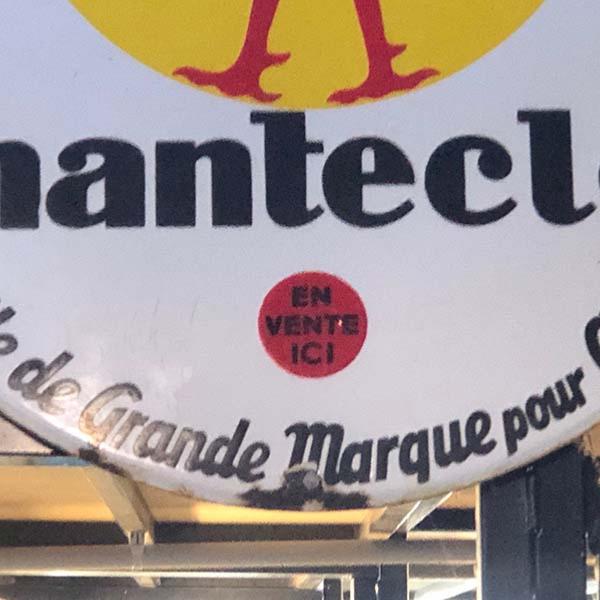 hantecl
EN
VENTE
ICI
de Grande Marque pour